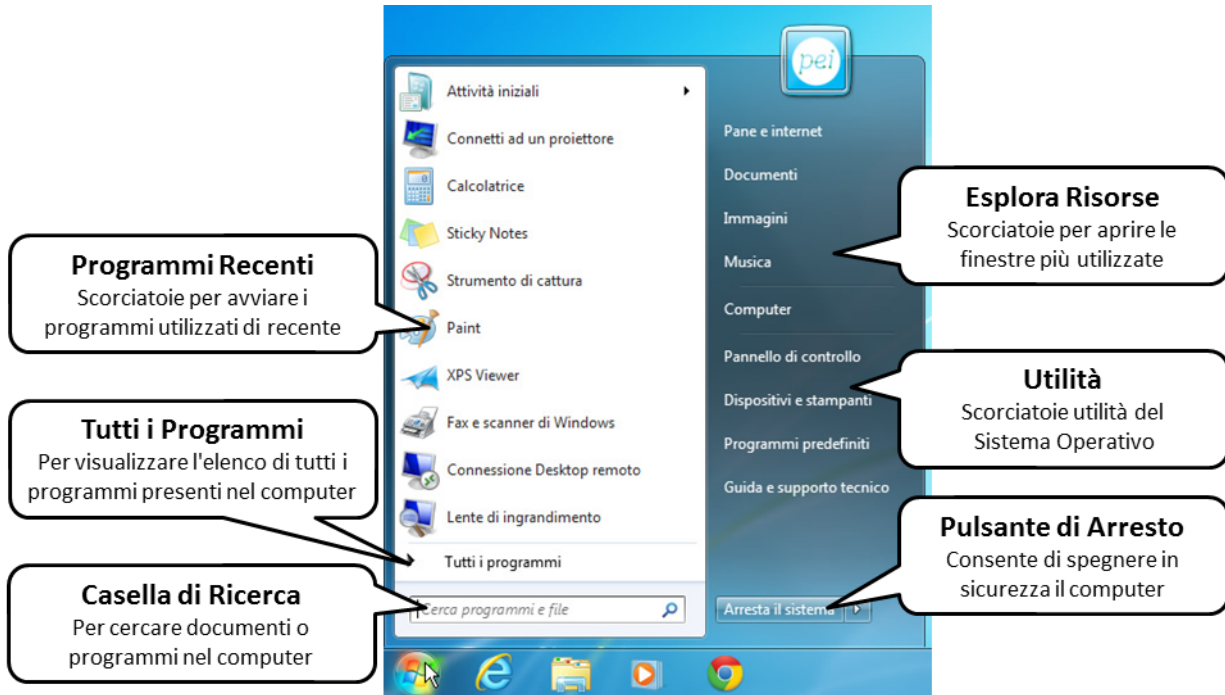 pei
Attività iniziali
Connetti ad un proiettore
Calcolatrice
Sticky Notes
Strumento di cattura
Paint
XPS Viewer
Fax e scanner di Windows
Connessione Desktop remoto
Lente di ingrandimento
Tutti i programmi
Cerca programmi e file
Pane e internet
Documenti
Immagini
Musica
Computer
Pannello di controllo
Dispositivi e stampanti
Programmi predefiniti
Guida e supporto tecnico
Arresta il sistema
Programmi Recenti
Scorciatoie per avviare i
programmi utilizzati di recente
Tutti i Programmi
Per visualizzare l'elenco di tutti i
programmi presenti nel computer
Casella di Ricerca
Per cercare documenti o
programmi nel computer
Esplora Risorse
Scorciatoie per aprire le
finestre più utilizzate
Utilità
Scorciatoie utilità del
Sistema Operativo
Pulsante di Arresto
Consente di spegnere in
sicurezza il computer